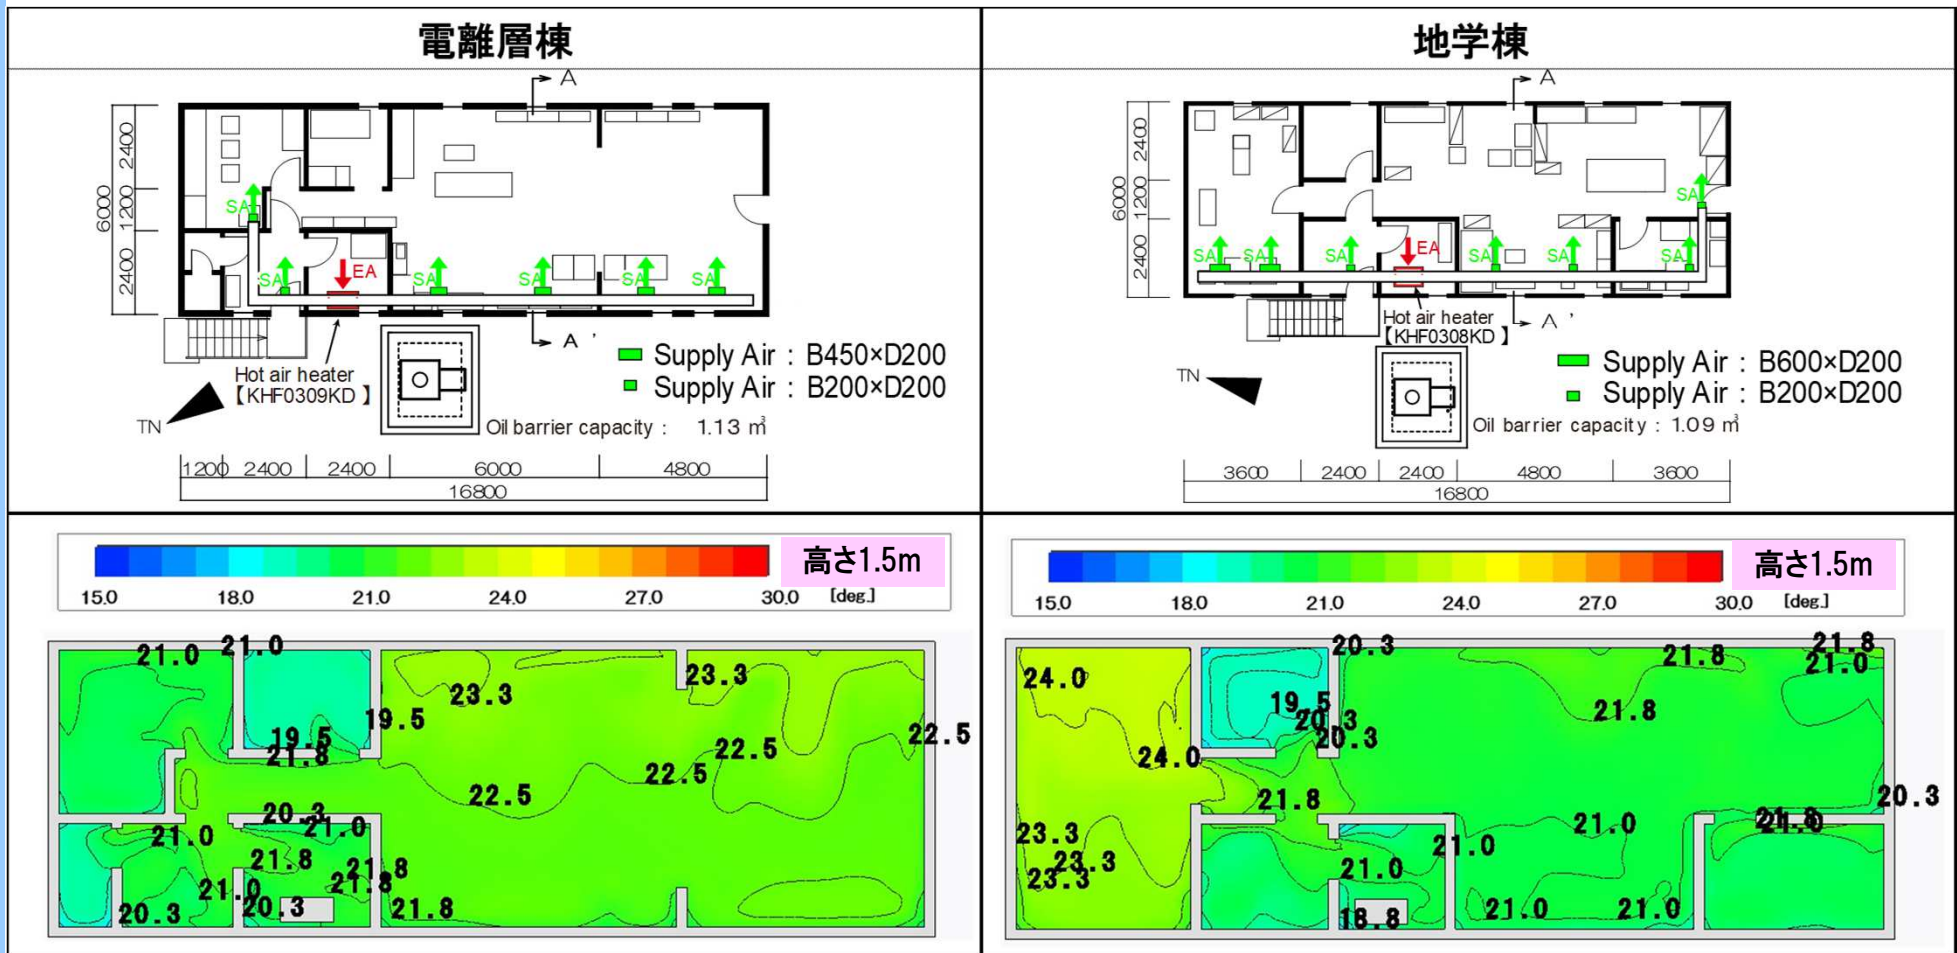 電離層棟
A
2400
1200
2400
6000
SA
SA
EA
SA
SA
SA
SA
A '
Hot air heater
【KHF0309KD】
TN
Supply Air : B450×D200
Supply Air : B200×D200
Oil barrier capacity : 1.13 ㎥
1200 2400 2400 6000 4800
16800
地学棟
A
2400
1200
2400
6000
SA
SA
SA
SA
EA
SA
SA
SA
A '
Hot air heater
【KHF0308KD】
TN
Supply Air : B600×D200
Supply Air : B200×D200
Oil barrier capacity : 1.09 ㎥
3600 2400 2400 4800 3600
16800
高さ1.5m
15.0 18.0 21.0 24.0 27.0 30.0 [deg.]
21.0
21.0
23.3
23.3
19.5
19.5
21.8
22.5
22.5
22.5
22.5
20.3
21.0
21.0
21.8
21.8
21.8
21.0
20.3
20.3
21.8
高さ1.5m
15.0 18.0 21.0 24.0 27.0 30.0 [deg.]
20.3
21.8
21.8
21.0
24.0
19.5
20.3
20.3
21.8
24.0
21.8
20.3
23.3
23.3
23.3
21.0
21.0
21.0
21.8
21.0
21.0
21.0
18.8